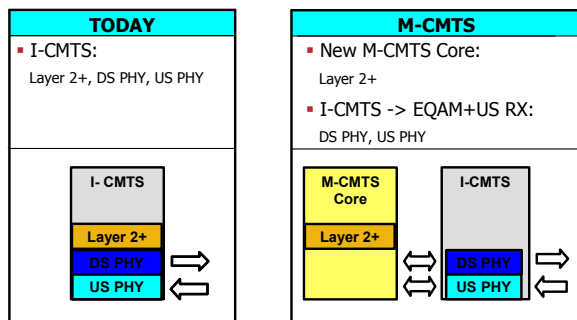 TODAY
▪ I-CMTS:
Layer 2+, DS PHY, US PHY
I- CMTS
Layer 2+
DS PHY
US PHY
M-CMTS
▪ New M-CMTS Core:
Layer 2+
▪ I-CMTS -> EQAM+US RX:
DS PHY, US PHY
M-CMTS
Core
Layer 2+
I-CMTS
DS PHY
US PHY